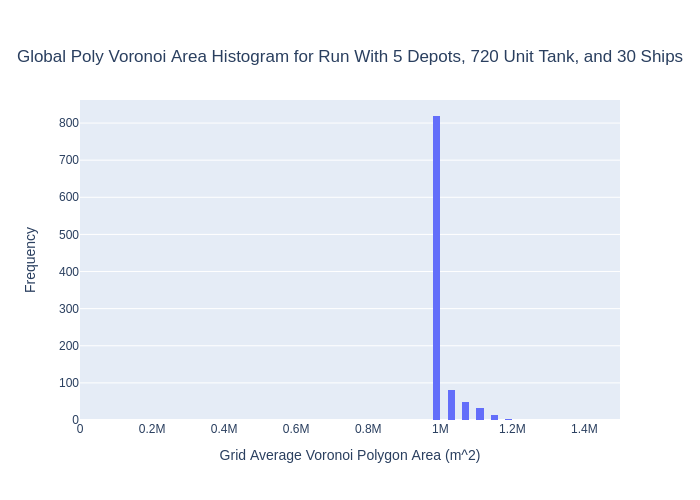 Global Poly Voronoi Area Histogram for Run With 5 Depots, 720 Unit Tank, and 30 Ships
800
700
600
500
400
300
200
100
0
Frequency
0 0.2M 0.4M 0.6M 0.8M 1M 1.2M 1.4M
Grid Average Voronoi Polygon Area (m^2)